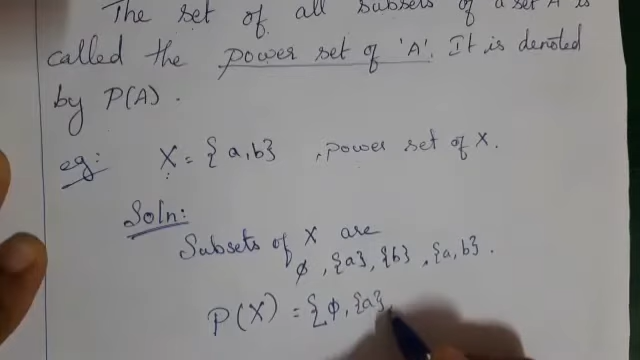 The set of all subsets of a set A is
called the power set of 'A'. It is denoted
by P(A).
eg: X = { a, b } , power set of X.
Soln:
Subsets of X are
ϕ , {a}, {b} , {a, b} .
P(X) = { ϕ, {a},